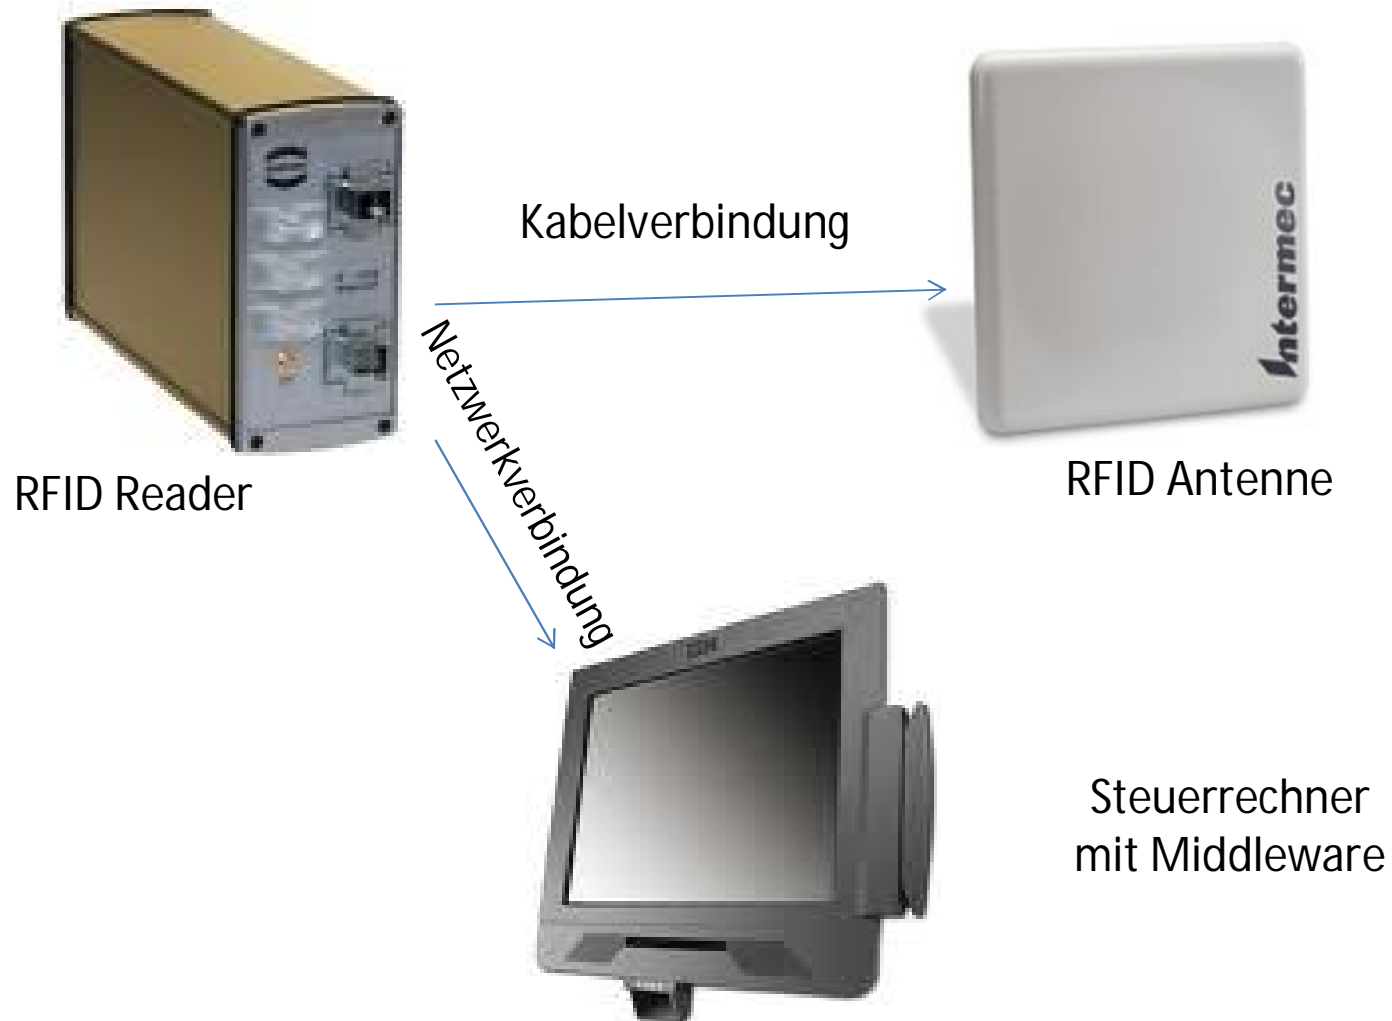 Kabelverbindung
Intermec
Netzwerkverbindung
RFID Reader
RFID Antenne
Steuerrechner
mit Middleware